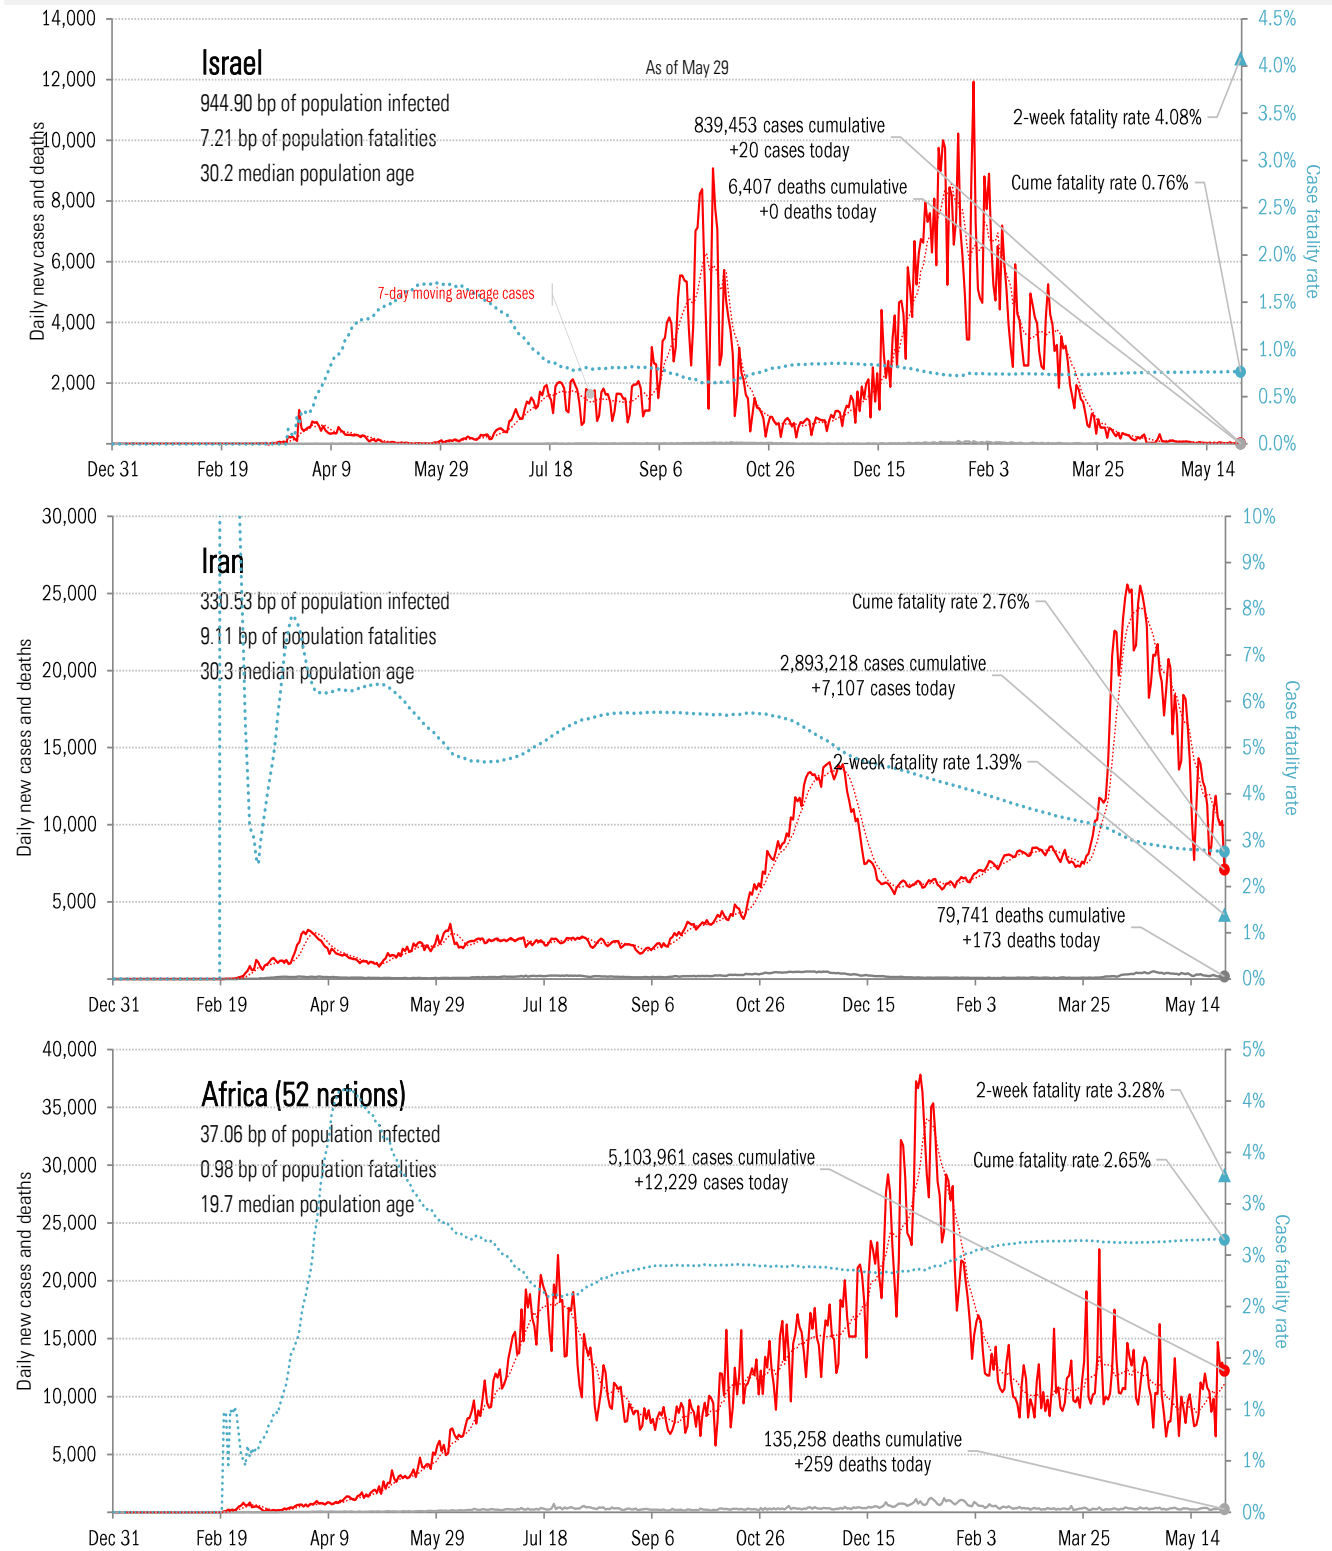 14,000
12,000
10,000
8,000
6,000
4,000
2,000
Daily new cases and deaths
Israel
944.90 bp of population infected
7.21 bp of population fatalities
30.2 median population age
As of May 29
839,453 cases cumulative
+20 cases today
6,407 deaths cumulative
+0 deaths today
7-day moving average cases
2-week fatality rate 4.08%
Cume fatality rate 0.76%
4.5%
4.0%
3.5%
3.0%
2.5%
2.0%
1.5%
1.0%
0.5%
0.0%
Case fatality rate
Dec 31 Feb 19 Apr 9 May 29 Jul 18 Sep 6 Oct 26 Dec 15 Feb 3 Mar 25 May 14
30,000
25,000
20,000
15,000
10,000
5,000
Daily new cases and deaths
Iran
330.53 bp of population infected
9.11 bp of population fatalities
30.3 median population age
Cume fatality rate 2.76%
2,893,218 cases cumulative
+7,107 cases today
2-week fatality rate 1.39%
79,741 deaths cumulative
+173 deaths today
10%
9%
8%
7%
6%
5%
4%
3%
2%
1%
0%
Case fatality rate
Dec 31 Feb 19 Apr 9 May 29 Jul 18 Sep 6 Oct 26 Dec 15 Feb 3 Mar 25 May 14
40,000
35,000
30,000
25,000
20,000
15,000
10,000
5,000
Daily new cases and deaths
Africa (52 nations)
37.06 bp of population infected
0.98 bp of population fatalities
19.7 median population age
5,103,961 cases cumulative
+12,229 cases today
2-week fatality rate 3.28%
Cume fatality rate 2.65%
135,258 deaths cumulative
+259 deaths today
5%
4%
4%
3%
3%
2%
2%
1%
1%
0%
Case fatality rate
Dec 31 Feb 19 Apr 9 May 29 Jul 18 Sep 6 Oct 26 Dec 15 Feb 3 Mar 25 May 14